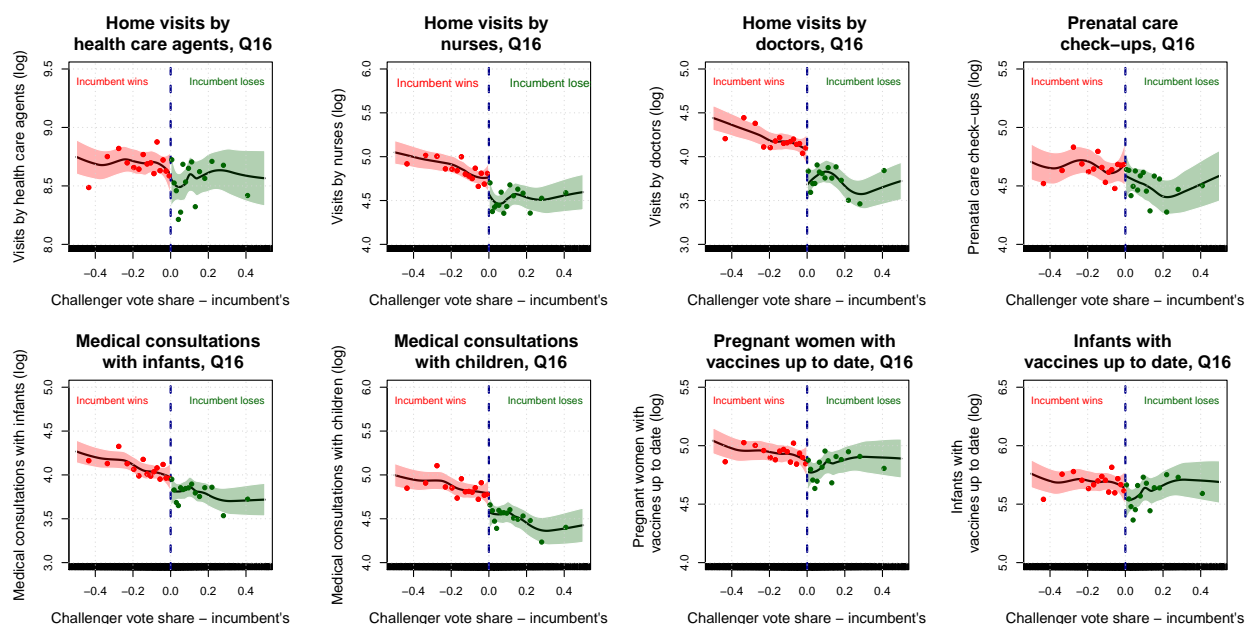 Home visits by
health care agents, Q16
Visits by health care agents (log)
9.5
9.0
8.5
8.0
Incumbent wins
Incumbent loses
−0.4
−0.2
0.0
0.2
0.4
Challenger vote share − incumbent's
Home visits by
nurses, Q16
Visits by nurses (log)
6.0
5.5
5.0
4.5
4.0
Incumbent wins
Incumbent loses
−0.4
−0.2
0.0
0.2
0.4
Challenger vote share − incumbent's
Home visits by
doctors, Q16
Visits by doctors (log)
5.0
4.5
4.0
3.5
3.0
Incumbent wins
Incumbent loses
−0.4
−0.2
0.0
0.2
0.4
Challenger vote share − incumbent's
Prenatal care
check−ups, Q16
Prenatal care check−ups (log)
5.5
5.0
4.5
4.0
Incumbent wins
Incumbent loses
−0.4
−0.2
0.0
0.2
0.4
Challenger vote share − incumbent's
Medical consultations
with infants, Q16
Medical consultations with infants (log)
5.0
4.5
4.0
3.5
3.0
Incumbent wins
Incumbent loses
−0.4
−0.2
0.0
0.2
0.4
Challenger vote share − incumbent's
Medical consultations
with children, Q16
Medical consultations with children (log)
6.0
5.5
5.0
4.5
4.0
Incumbent wins
Incumbent loses
−0.4
−0.2
0.0
0.2
0.4
Challenger vote share − incumbent's
Pregnant women with
vaccines up to date, Q16
Pregnant women with
vaccines up to date (log)
5.5
5.0
4.5
4.0
Incumbent wins
Incumbent loses
−0.4
−0.2
0.0
0.2
0.4
Challenger vote share − incumbent's
Infants with
vaccines up to date, Q16
Infants with
vaccines up to date (log)
6.5
6.0
5.5
5.0
Incumbent wins
Incumbent loses
−0.4
−0.2
0.0
0.2
0.4
Challenger vote share − incumbent's